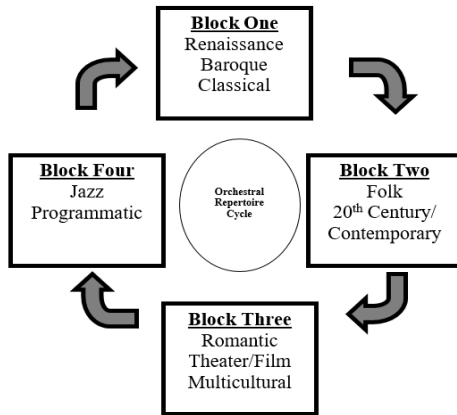 Block One
Renaissance
Baroque
Classical
Block Four
Jazz
Programmatic
Orchestral
Repertoire
Cycle
Block Two
Folk
20th Century/
Contemporary
Block Three
Romantic
Theater/Film
Multicultural